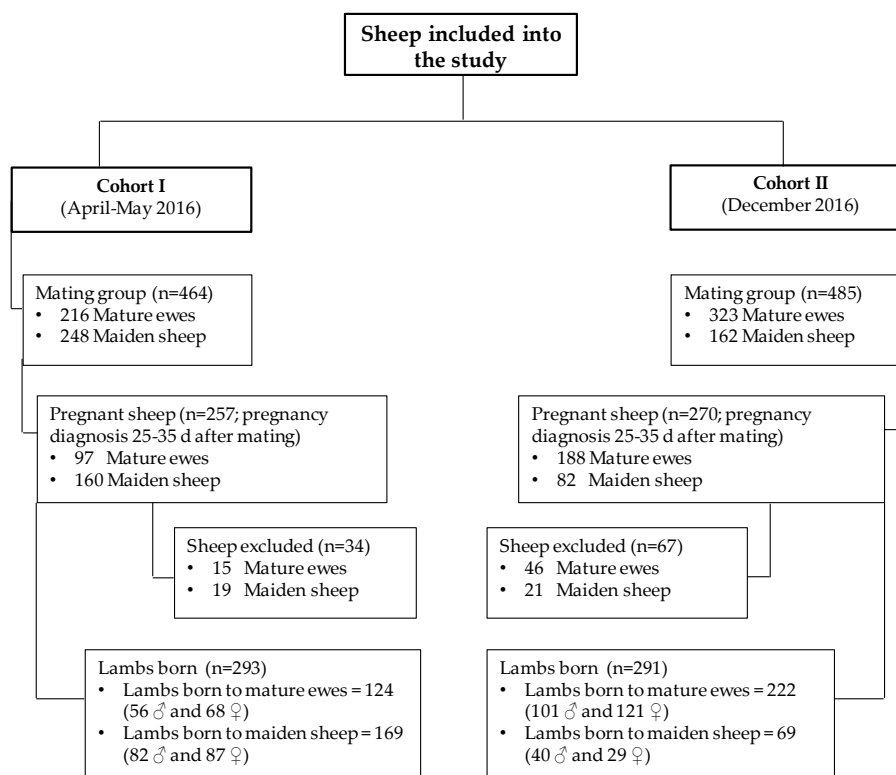 Sheep included into
the study
Cohort I
(April-May 2016)
Cohort II
(December 2016)
Mating group (n=464)
• 216 Mature ewes
• 248 Maiden sheep
Mating group (n=485)
• 323 Mature ewes
• 162 Maiden sheep
Pregnant sheep (n=257; pregnancy
diagnosis 25-35 d after mating)
• 97 Mature ewes
• 160 Maiden sheep
Pregnant sheep (n=270; pregnancy
diagnosis 25-35 d after mating)
• 188 Mature ewes
• 82 Maiden sheep
Sheep excluded (n=34)
• 15 Mature ewes
• 19 Maiden sheep
Sheep excluded (n=67)
• 46 Mature ewes
• 21 Maiden sheep
Lambs born (n=293)
• Lambs born to mature ewes = 124
(56 ♂ and 68 ♀)
• Lambs born to maiden sheep = 169
(82 ♂ and 87 ♀)
Lambs born (n=291)
• Lambs born to mature ewes = 222
(101 ♂ and 121 ♀)
• Lambs born to maiden sheep = 69
(40 ♂ and 29 ♀)